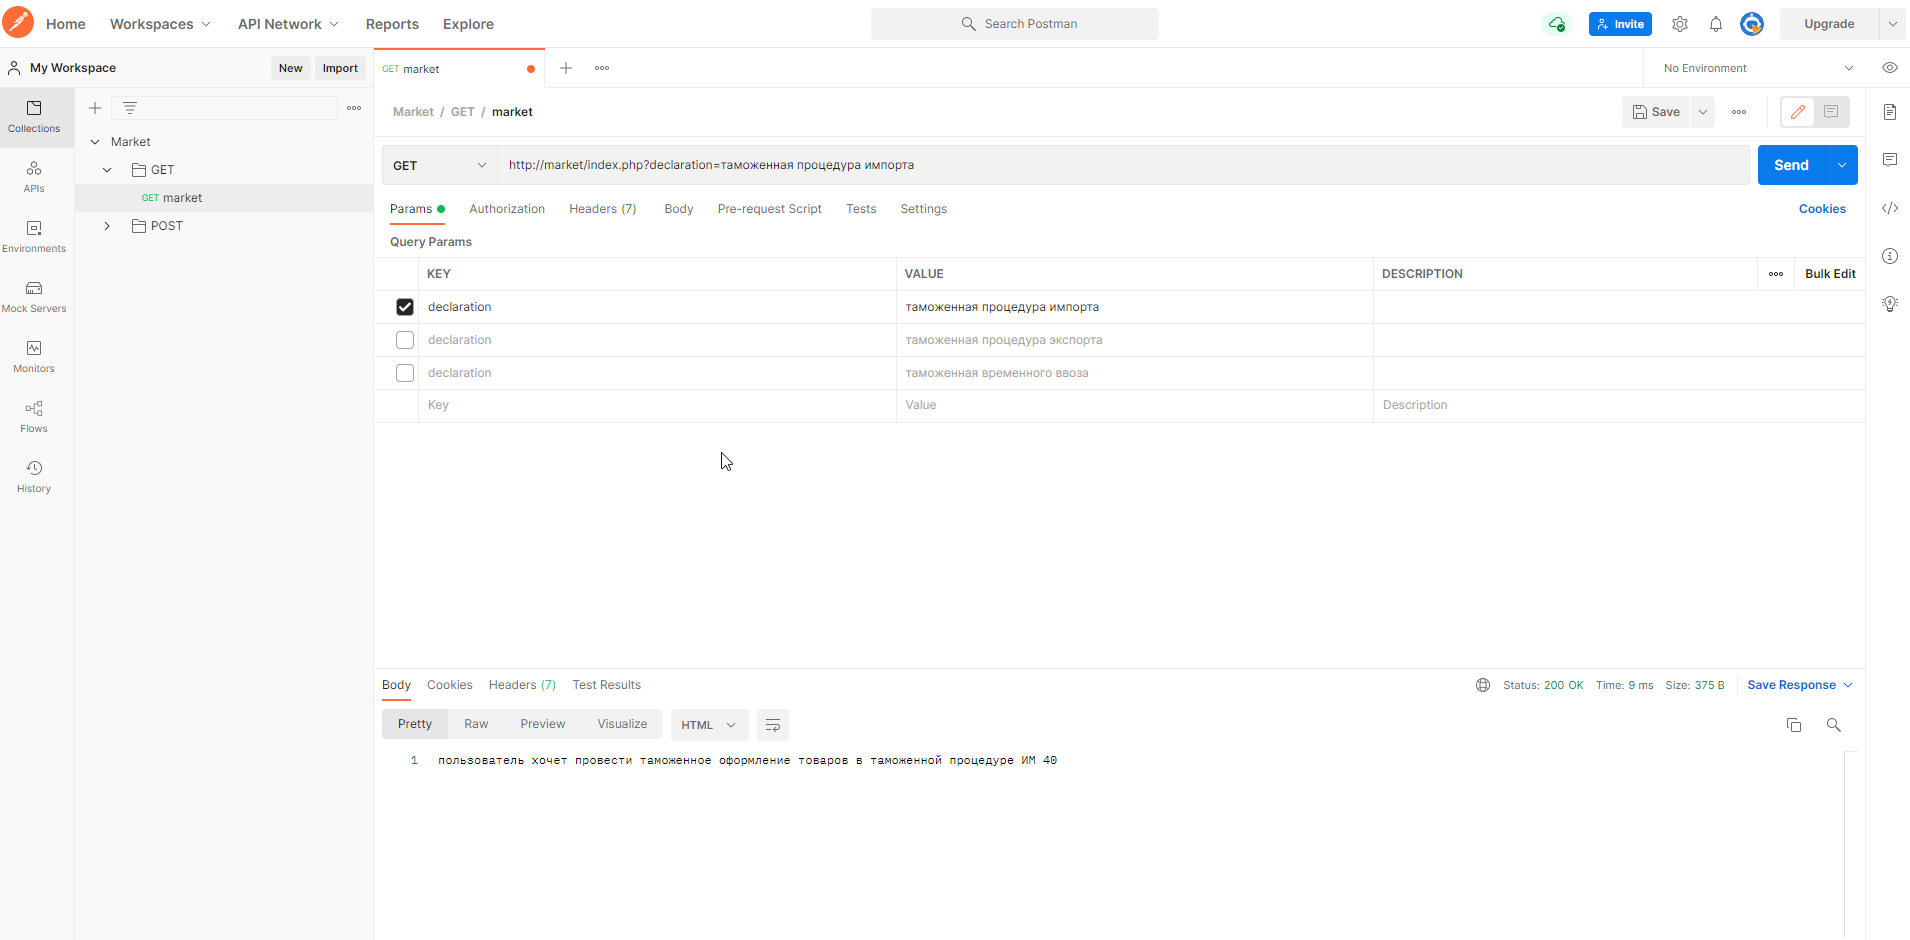 Home Workspaces API Network Reports Explore Search Postman Invite Upgrade
My Workspace New Import GET market No Environment
Market / GET / market Save
Collections
APIs
Environments
Mock Servers
Monitors
Flows
History
Market
GET
GET market
POST
GET http://market/index.php?declaration=таможенная процедура импорта Send
Params Authorization Headers (7) Body Pre-request Script Tests Settings Cookies
Query Params
KEY VALUE DESCRIPTION Bulk Edit
declaration таможенная процедура импорта
declaration таможенная процедура экспорта
declaration таможенная временного ввоза
Key Value Description
Body Cookies Headers (7) Test Results Status: 200 OK Time: 9 ms Size: 375 B Save Response
Pretty Raw Preview Visualize HTML
1 пользователь хочет провести таможенное оформление товаров в таможенной процедуре ИМ 40